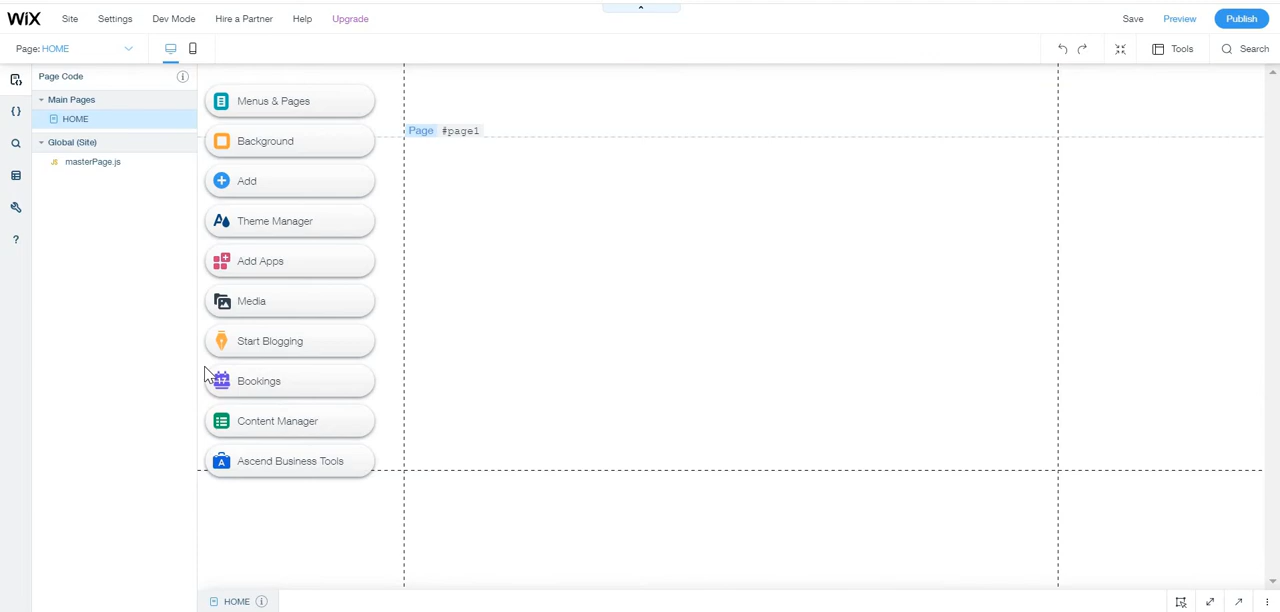 WiX Site Settings Dev Mode Hire a Partner Help Upgrade Save Preview Publish
Page: HOME Tools Search
Page Code
Main Pages
HOME
Global (Site)
JS masterPage.js
Menus & Pages
Background
Add
Theme Manager
Add Apps
Media
Start Blogging
17 Bookings
Content Manager
A Ascend Business Tools
Page #page1
HOME